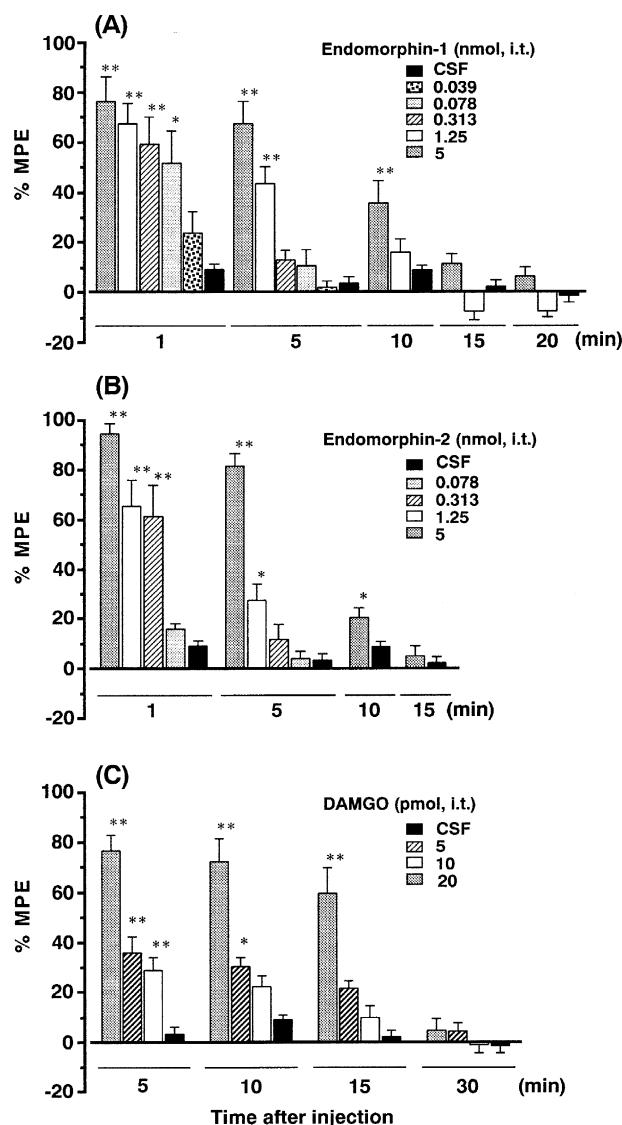 (A)
Endomorphin-1 (nmol, i.t.)
CSF
0.039
0.078
0.313
1.25
5
% MPE
100
80
60
40
20
0
-20
** ** ** *
** **
**
1 5 10 15 20 (min)
(B)
Endomorphin-2 (nmol, i.t.)
CSF
0.078
0.313
1.25
5
% MPE
100
80
60
40
20
0
-20
** ** **
** *
*
1 5 10 15 (min)
(C)
DAMGO (pmol, i.t.)
CSF
5
10
20
% MPE
100
80
60
40
20
0
-20
** ** **
** *
**
5 10 15 30 (min)
Time after injection